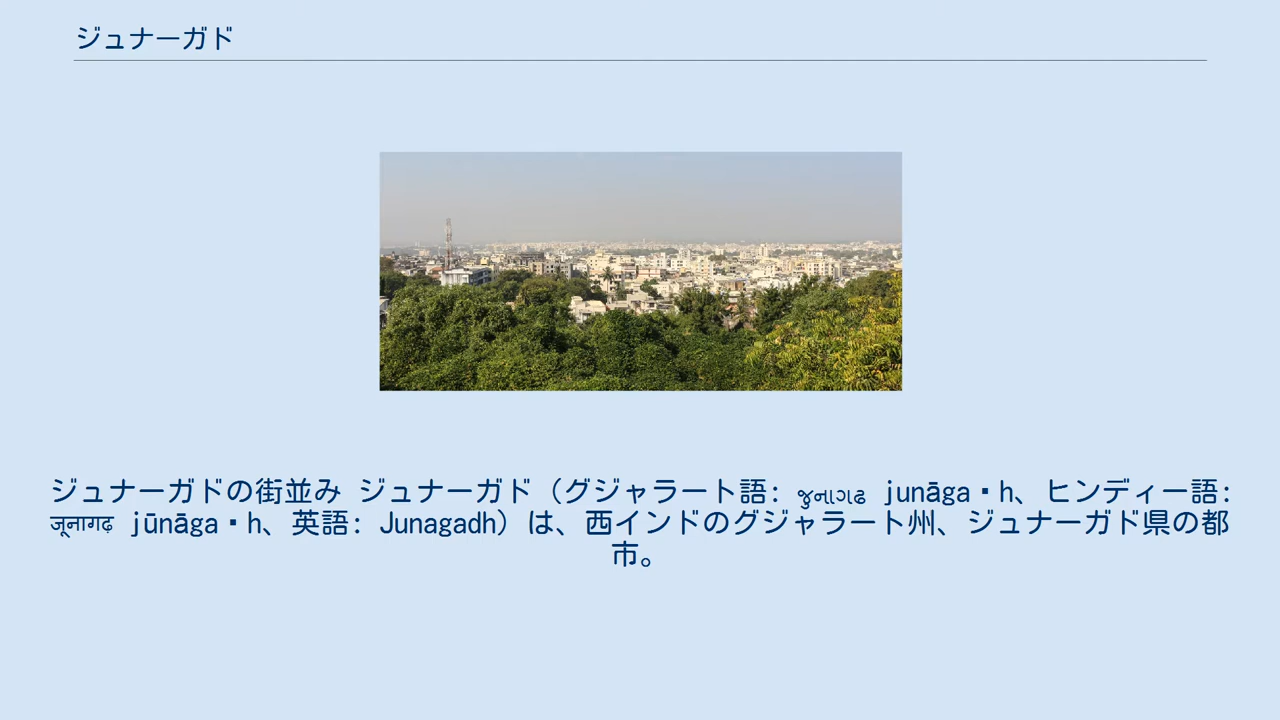 ジュナーガド
ジュナーガドの街並み ジュナーガド（グジャラート語: જુનાગઢ junāga▪h、ヒンディー語:
जूनागढ़ jūnāga▪h、英語: Junagadh）は、西インドのグジャラート州、ジュナーガド県の都
市。